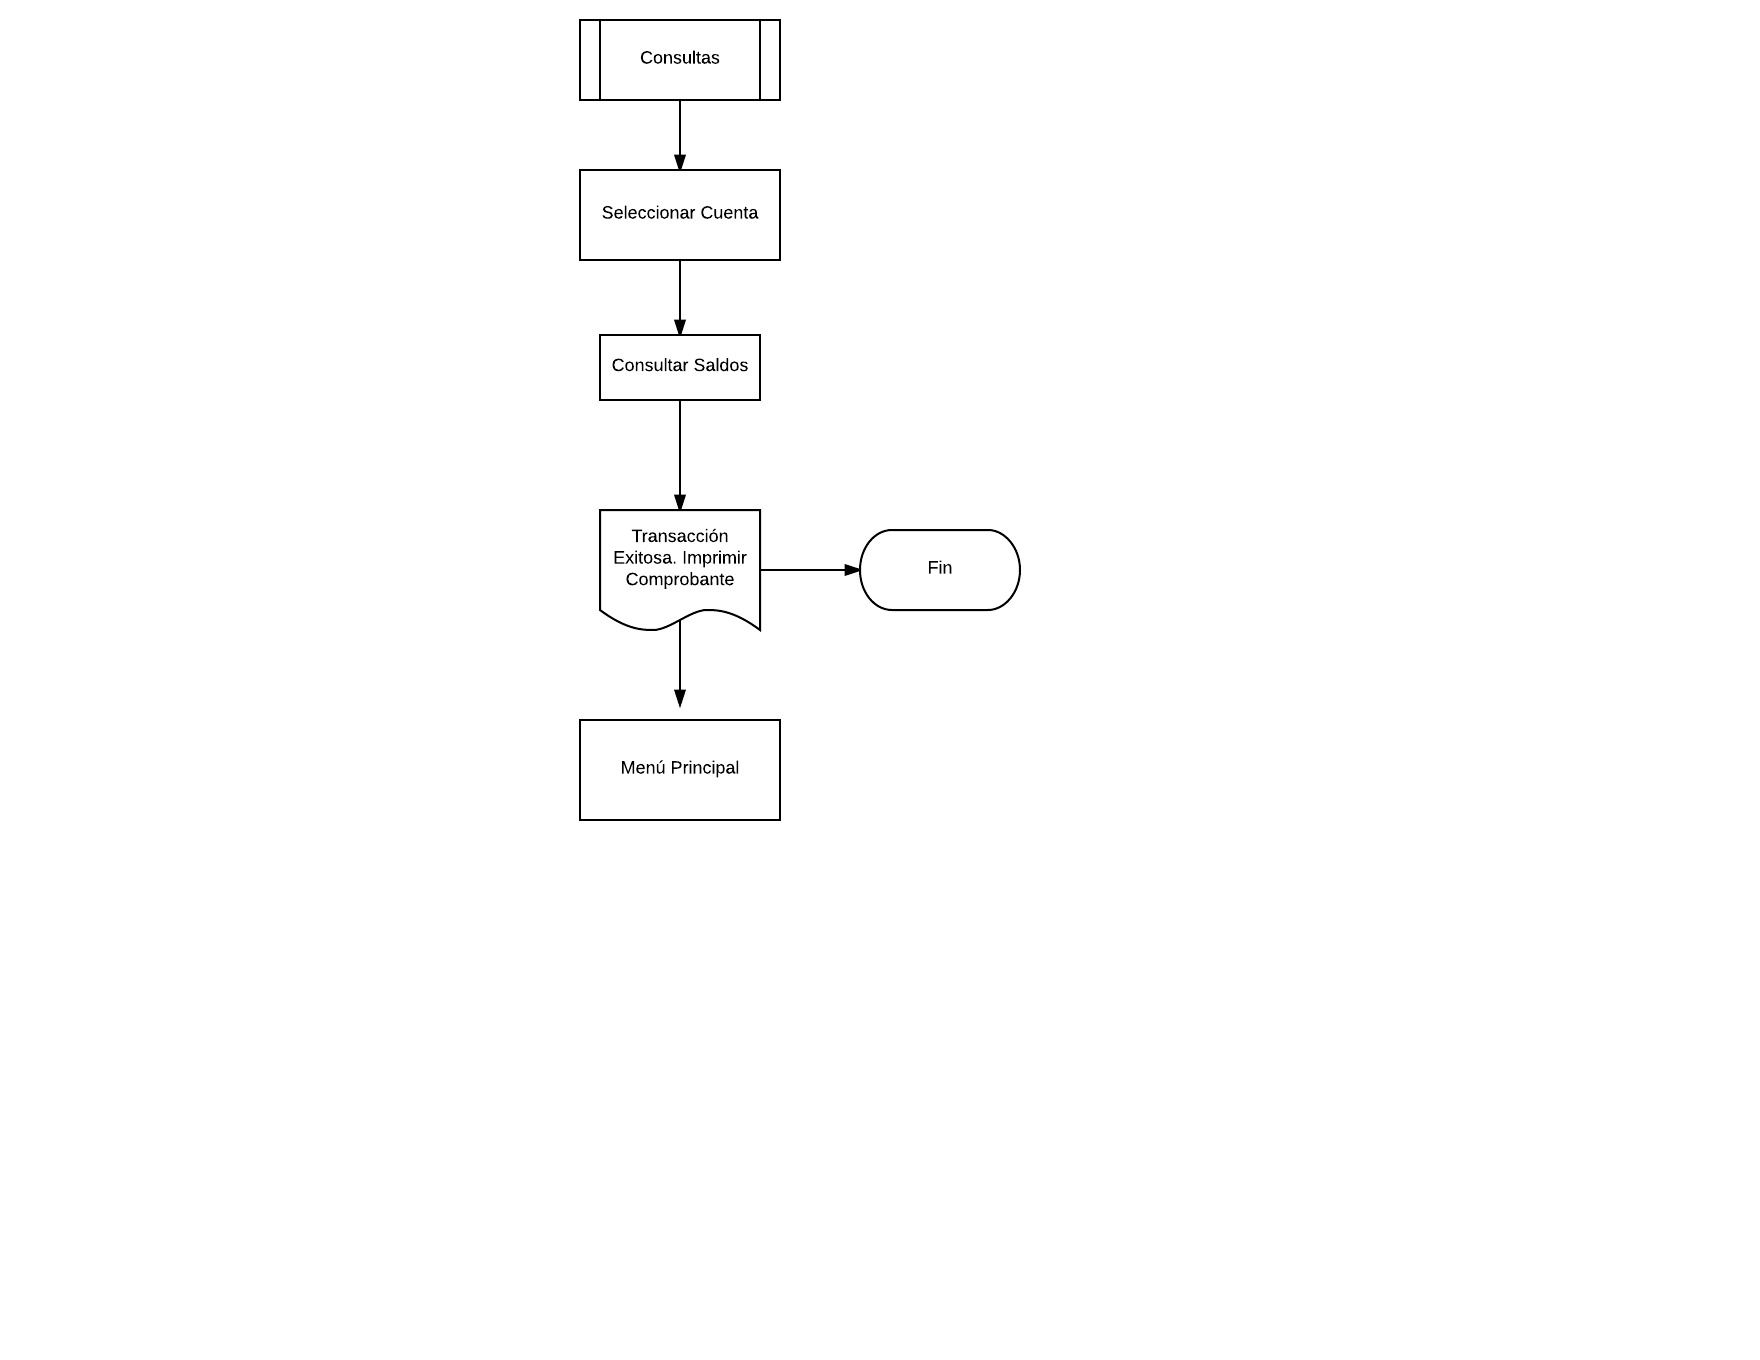 Consultas
Seleccionar Cuenta
Consultar Saldos
Transacción
Exitosa. Imprimir
Comprobante
Fin
Menú Principal